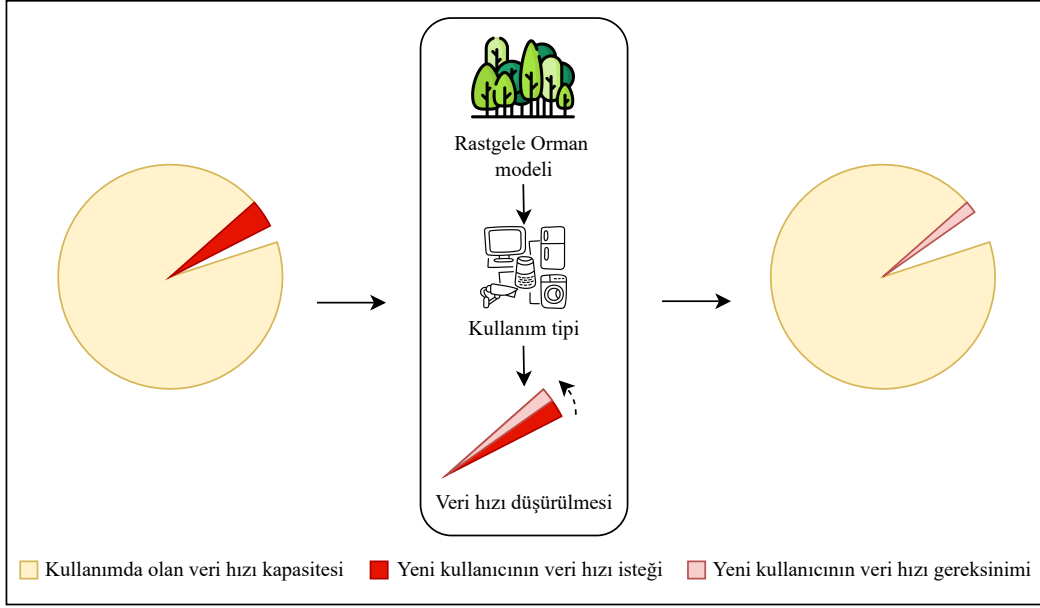 Rastgele Orman
modeli
Kullanım tipi
Veri hızı düşürülmesi
Kullanımda olan veri hızı kapasitesi
Yeni kullanıcının veri hızı isteği
Yeni kullanıcının veri hızı gereksinimi